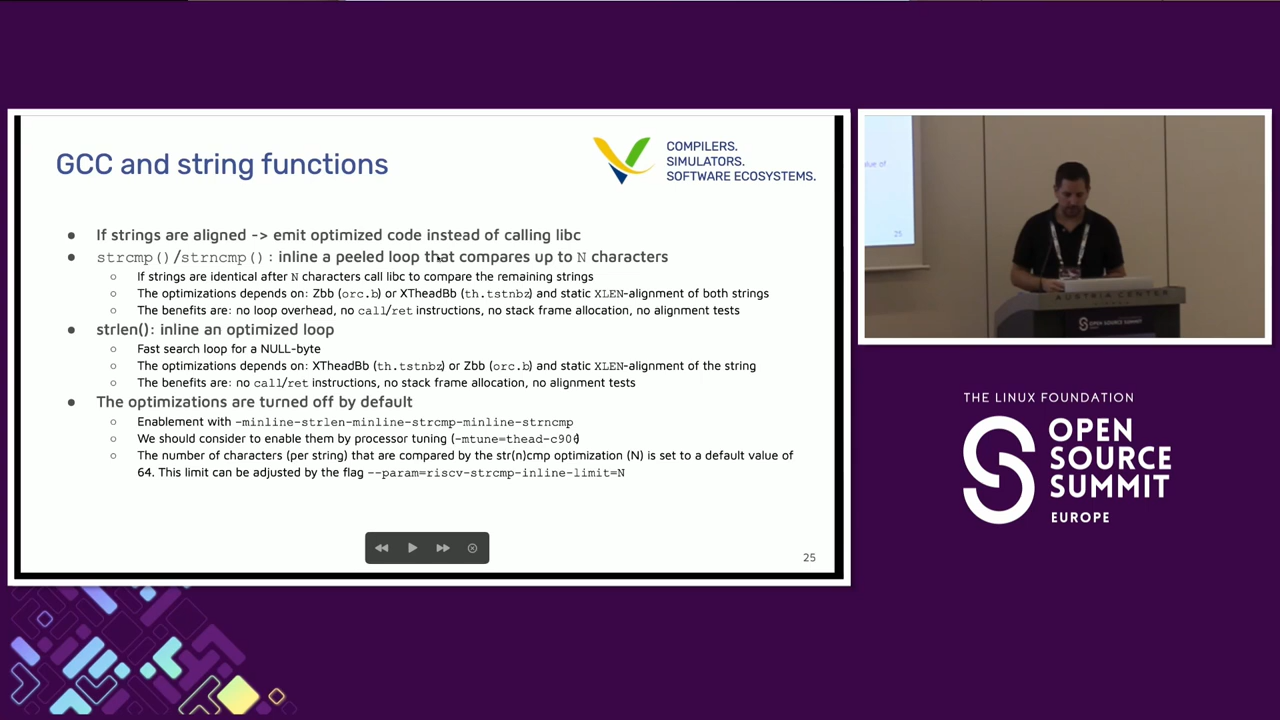 GCC and string functions
COMPILERS.
SIMULATORS.
SOFTWARE ECOSYSTEMS.
● If strings are aligned -> emit optimized code instead of calling libc
● strcmp()/strncmp(): inline a peeled loop that compares up to N characters
○ If strings are identical after N characters call libc to compare the remaining strings
○ The optimizations depends on: Zbb (orc.b) or XTheadBb (th.tstnbz) and static XLEN-alignment of both strings
○ The benefits are: no loop overhead, no call/ret instructions, no stack frame allocation, no alignment tests
● strlen(): inline an optimized loop
○ Fast search loop for a NULL-byte
○ The optimizations depends on: XTheadBb (th.tstnbz) or Zbb (orc.b) and static XLEN-alignment of the string
○ The benefits are: no call/ret instructions, no stack frame allocation, no alignment tests
● The optimizations are turned off by default
○ Enablement with -minline-strlen-minline-strcmp-minline-strncmp
○ We should consider to enable them by processor tuning (-mtune=thead-c906)
○ The number of characters (per string) that are compared by the str(n)cmp optimization (N) is set to a default value of
64. This limit can be adjusted by the flag --param=riscv-strcmp-inline-limit=N
25
25
AUSTRIA CENTER
OPEN SOURCE SUMMIT
THE LINUX FOUNDATION
OPEN
SOURCE
SUMMIT
EUROPE